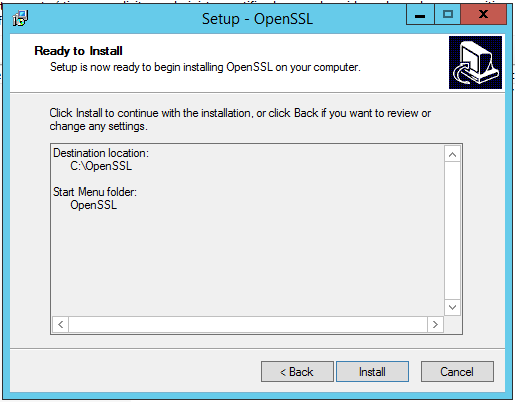 Setup - OpenSSL
Ready to Install
Setup is now ready to begin installing OpenSSL on your computer.
Click Install to continue with the installation, or click Back if you want to review or
change any settings.
Destination location:
C:\OpenSSL
Start Menu folder:
OpenSSL
< Back
Install
Cancel